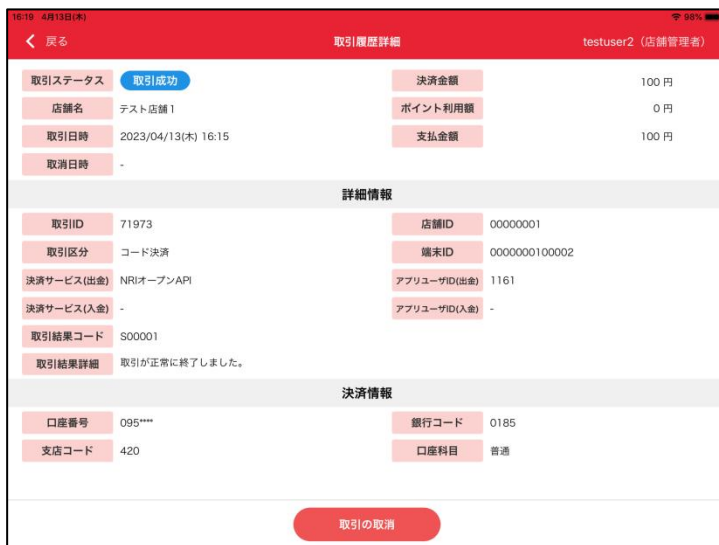 16:19 4月13日(木) 98%
戻る 取引履歴詳細 testuser2（店舗管理者）
取引ステータス 取引成功 決済金額 100 円
店舗名 テスト店舗１ ポイント利用額 0 円
取引日時 2023/04/13(木) 16:15 支払金額 100 円
取消日時 -
詳細情報
取引ID 71973 店舗ID 00000001
取引区分 コード決済 端末ID 0000000100002
決済サービス(出金) NRIオープンAPI アプリユーザID(出金) 1161
決済サービス(入金) - アプリユーザID(入金) -
取引結果コード S00001
取引結果詳細 取引が正常に終了しました。
決済情報
口座番号 095**** 銀行コード 0185
支店コード 420 口座科目 普通
取引の取消